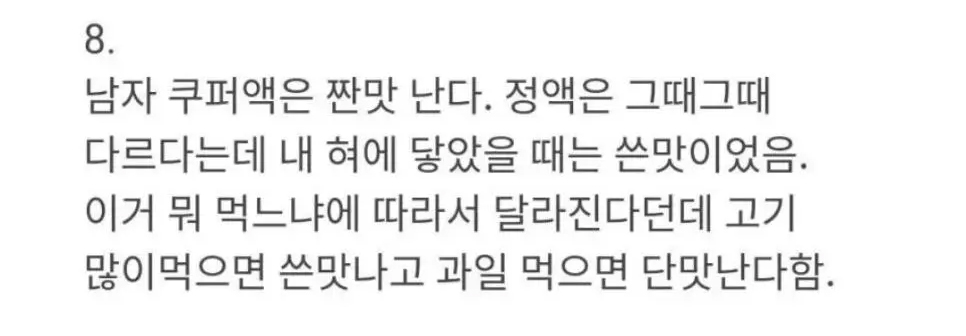 8.
남자 쿠퍼액은 짠맛 난다. 정액은 그때그때
다르다는데 내 혀에 닿았을 때는 쓴맛이었음.
이거 뭐 먹느냐에 따라서 달라진다던데 고기
많이먹으면 쓴맛나고 과일 먹으면 단맛난다함.